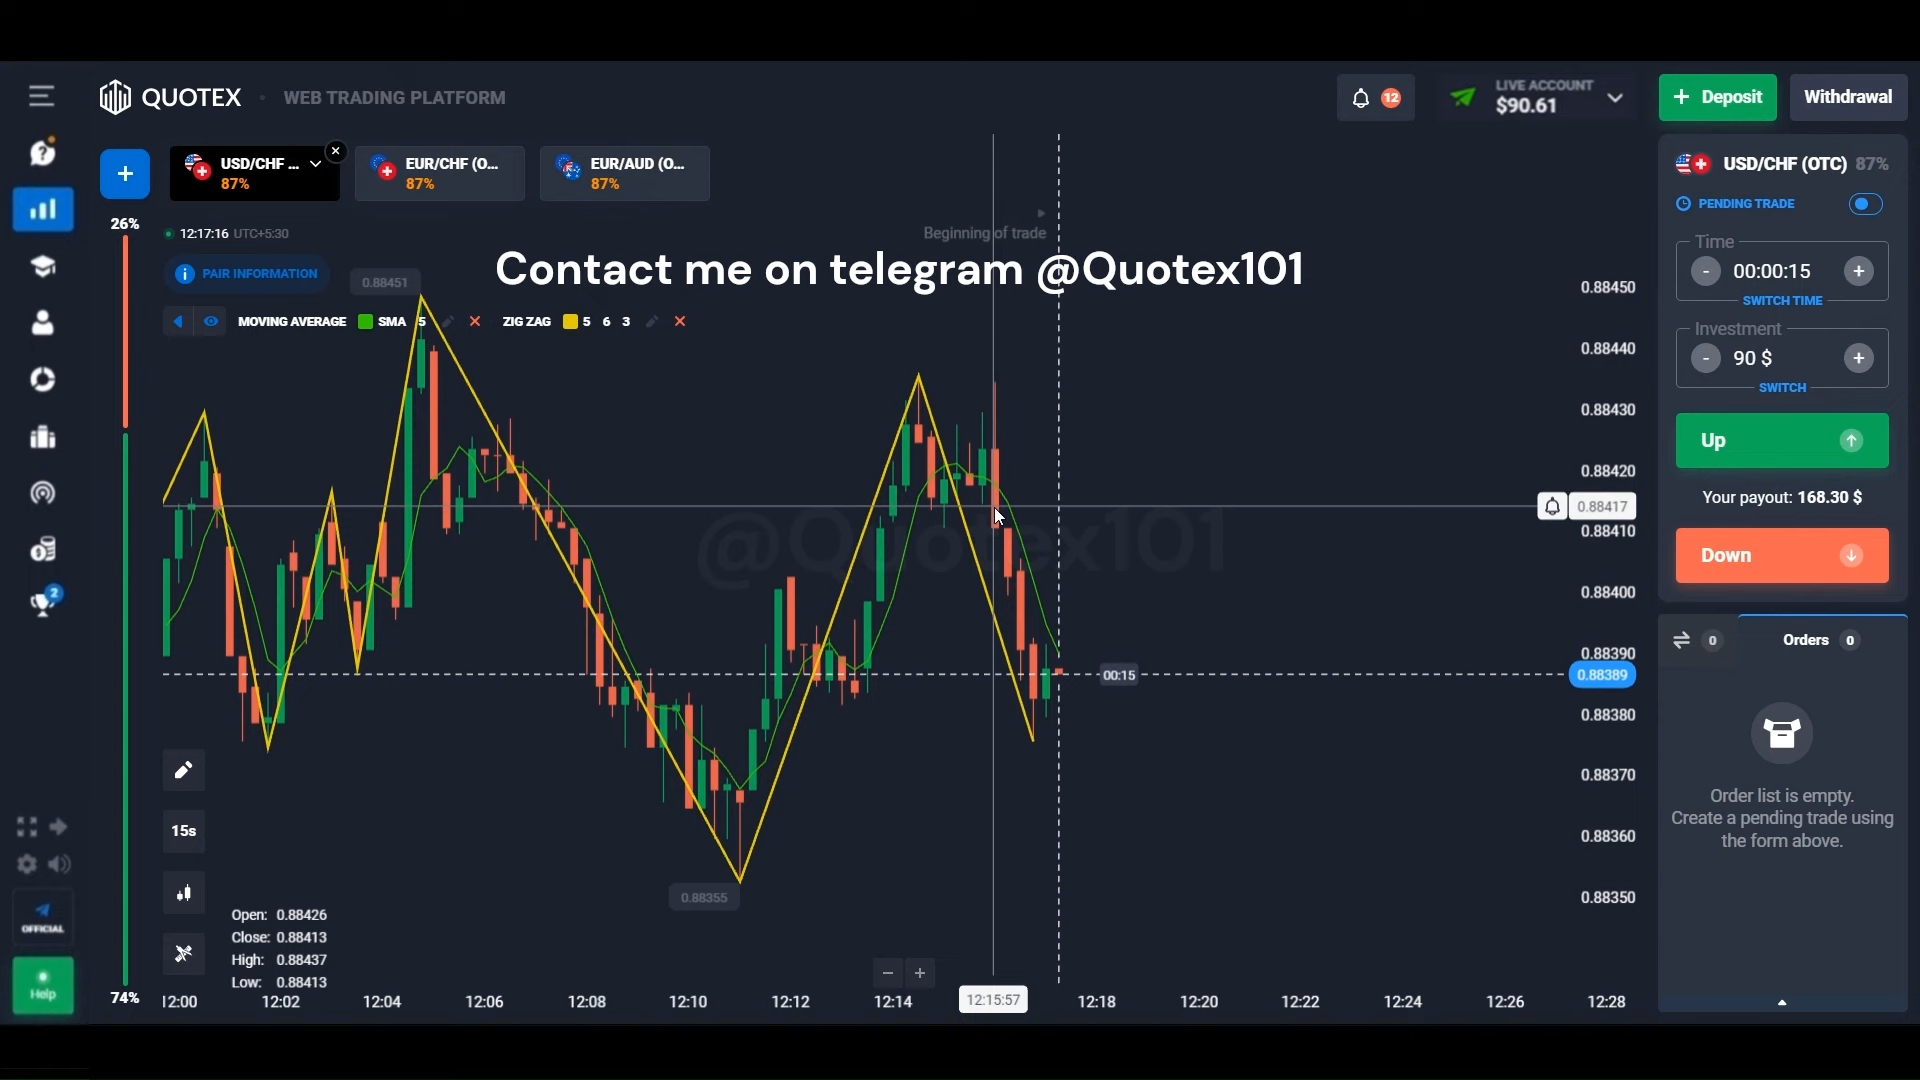 QUOTEX
WEB TRADING PLATFORM
12
LIVE ACCOUNT
$90.61
Deposit
Withdrawal
USD/CHF ...
87%
EUR/CHF (O...
87%
EUR/AUD (O...
87%
USD/CHF (OTC) 87%
PENDING TRADE
26%
12:17:16 UTC+5:30
Beginning of trade
Contact me on telegram @Quotex101
PAIR INFORMATION
0.88451
MOVING AVERAGE SMA 5
ZIG ZAG 5 6 3
Time
00:00:15
SWITCH TIME
Investment
90 $
SWITCH
Up
Your payout: 168.30 $
Down
0.88450
0.88440
0.88430
0.88420
0.88417
0.88410
0.88400
0.88390
0.88389
0.88380
0.88370
0.88360
0.88350
@Quotex101
00:15
2
0
Orders 0
Order list is empty.
Create a pending trade using
the form above.
15s
0.88355
Open: 0.88426
Close: 0.88413
High: 0.88437
Low: 0.88413
OFFICIAL
Help
74%
12:00
12:02
12:04
12:06
12:08
12:10
12:12
12:14
12:15:57
12:18
12:20
12:22
12:24
12:26
12:28